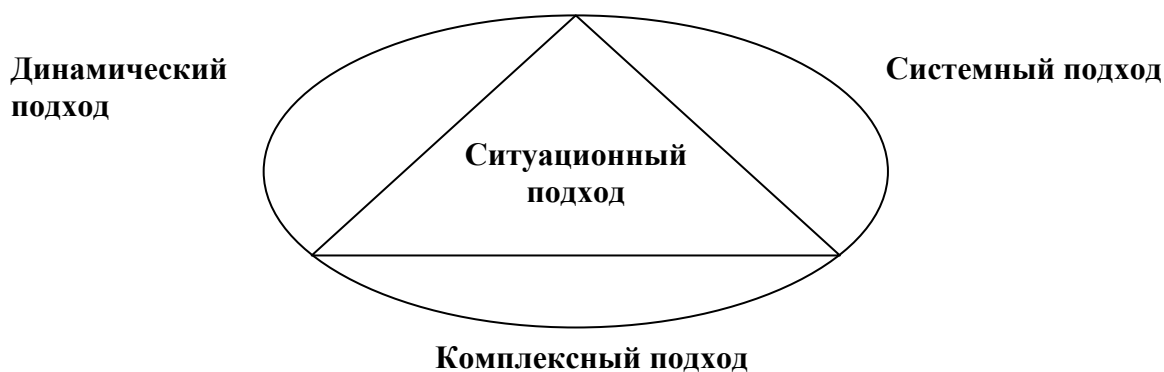 Динамический
подход
Системный подход
Ситуационный
подход
Комплексный подход